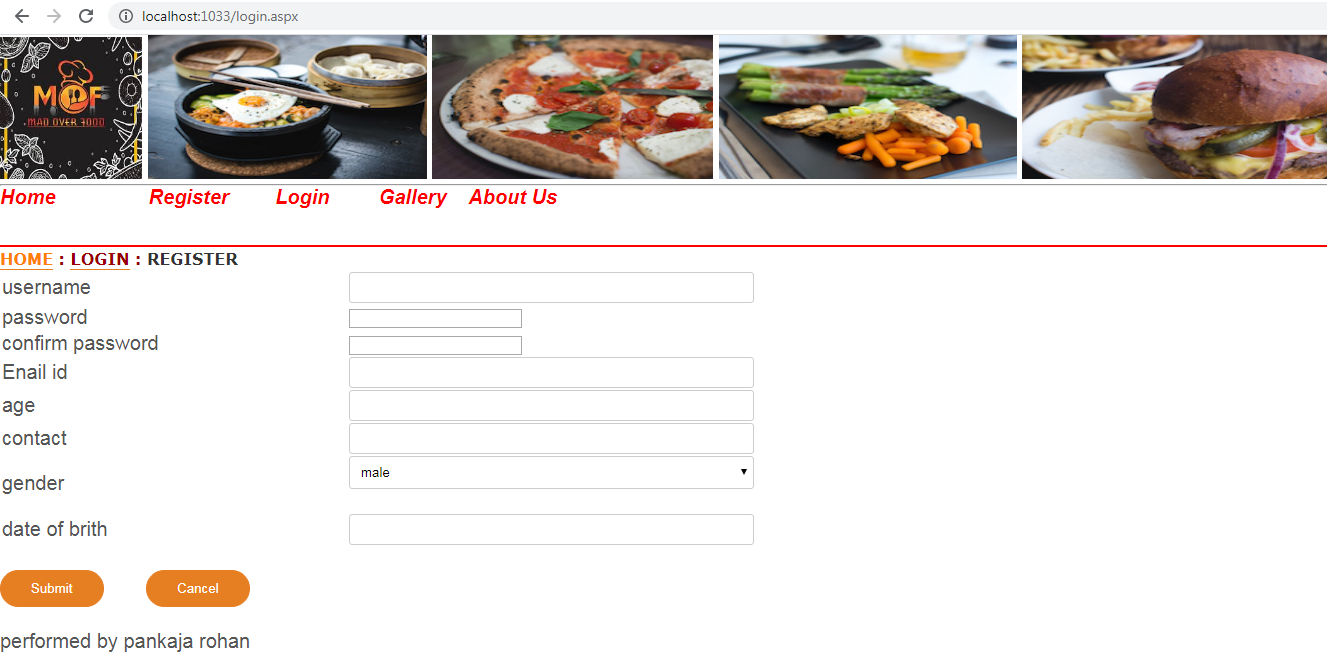 localhost:1033/login.aspx
MOF
MAD OVER FOOD
Home Register Login Gallery About Us
HOME : LOGIN : REGISTER
username
password
confirm password
Enail id
age
contact
gender male
date of brith
Submit Cancel
performed by pankaja rohan